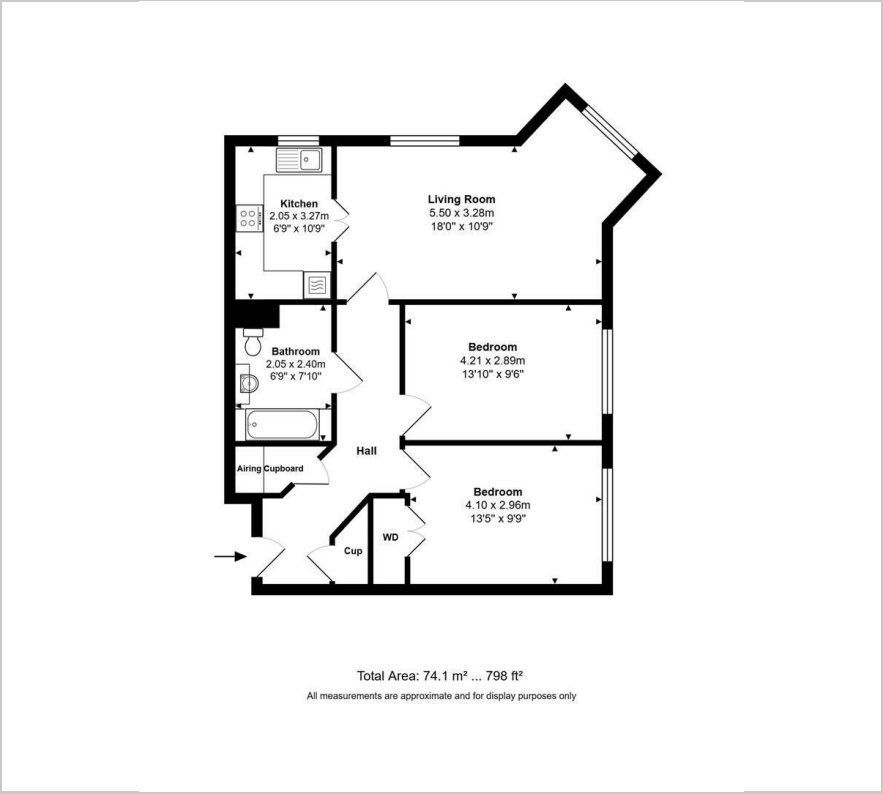 Kitchen
2.05 x 3.27m
6'9" x 10'9"
Living Room
5.50 x 3.28m
18'0" x 10'9"
Bathroom
2.05 x 2.40m
6'9" x 7'10"
Bedroom
4.21 x 2.89m
13'10" x 9'6"
Hall
Airing Cupboard
Bedroom
4.10 x 2.96m
13'5" x 9'9"
WD
Cup
Total Area: 74.1 m² ... 798 ft²
All measurements are approximate and for display purposes only